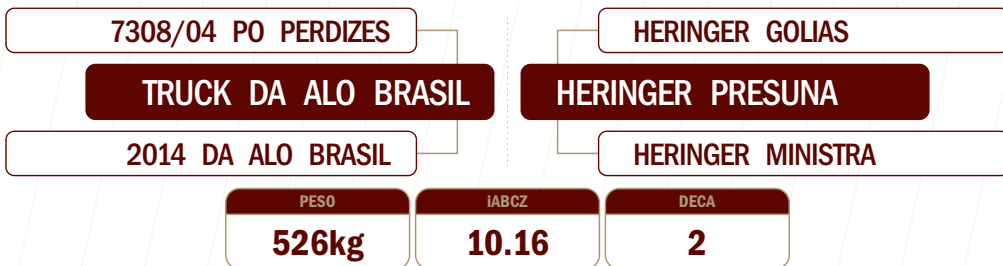 7308/04 PO PERDIZES
HERINGER GOLIAS
TRUCK DA ALO BRASIL
HERINGER PRESUNA
2014 DA ALO BRASIL
HERINGER MINISTRA
PESO
iABCZ
DECA
526kg
10.16
2